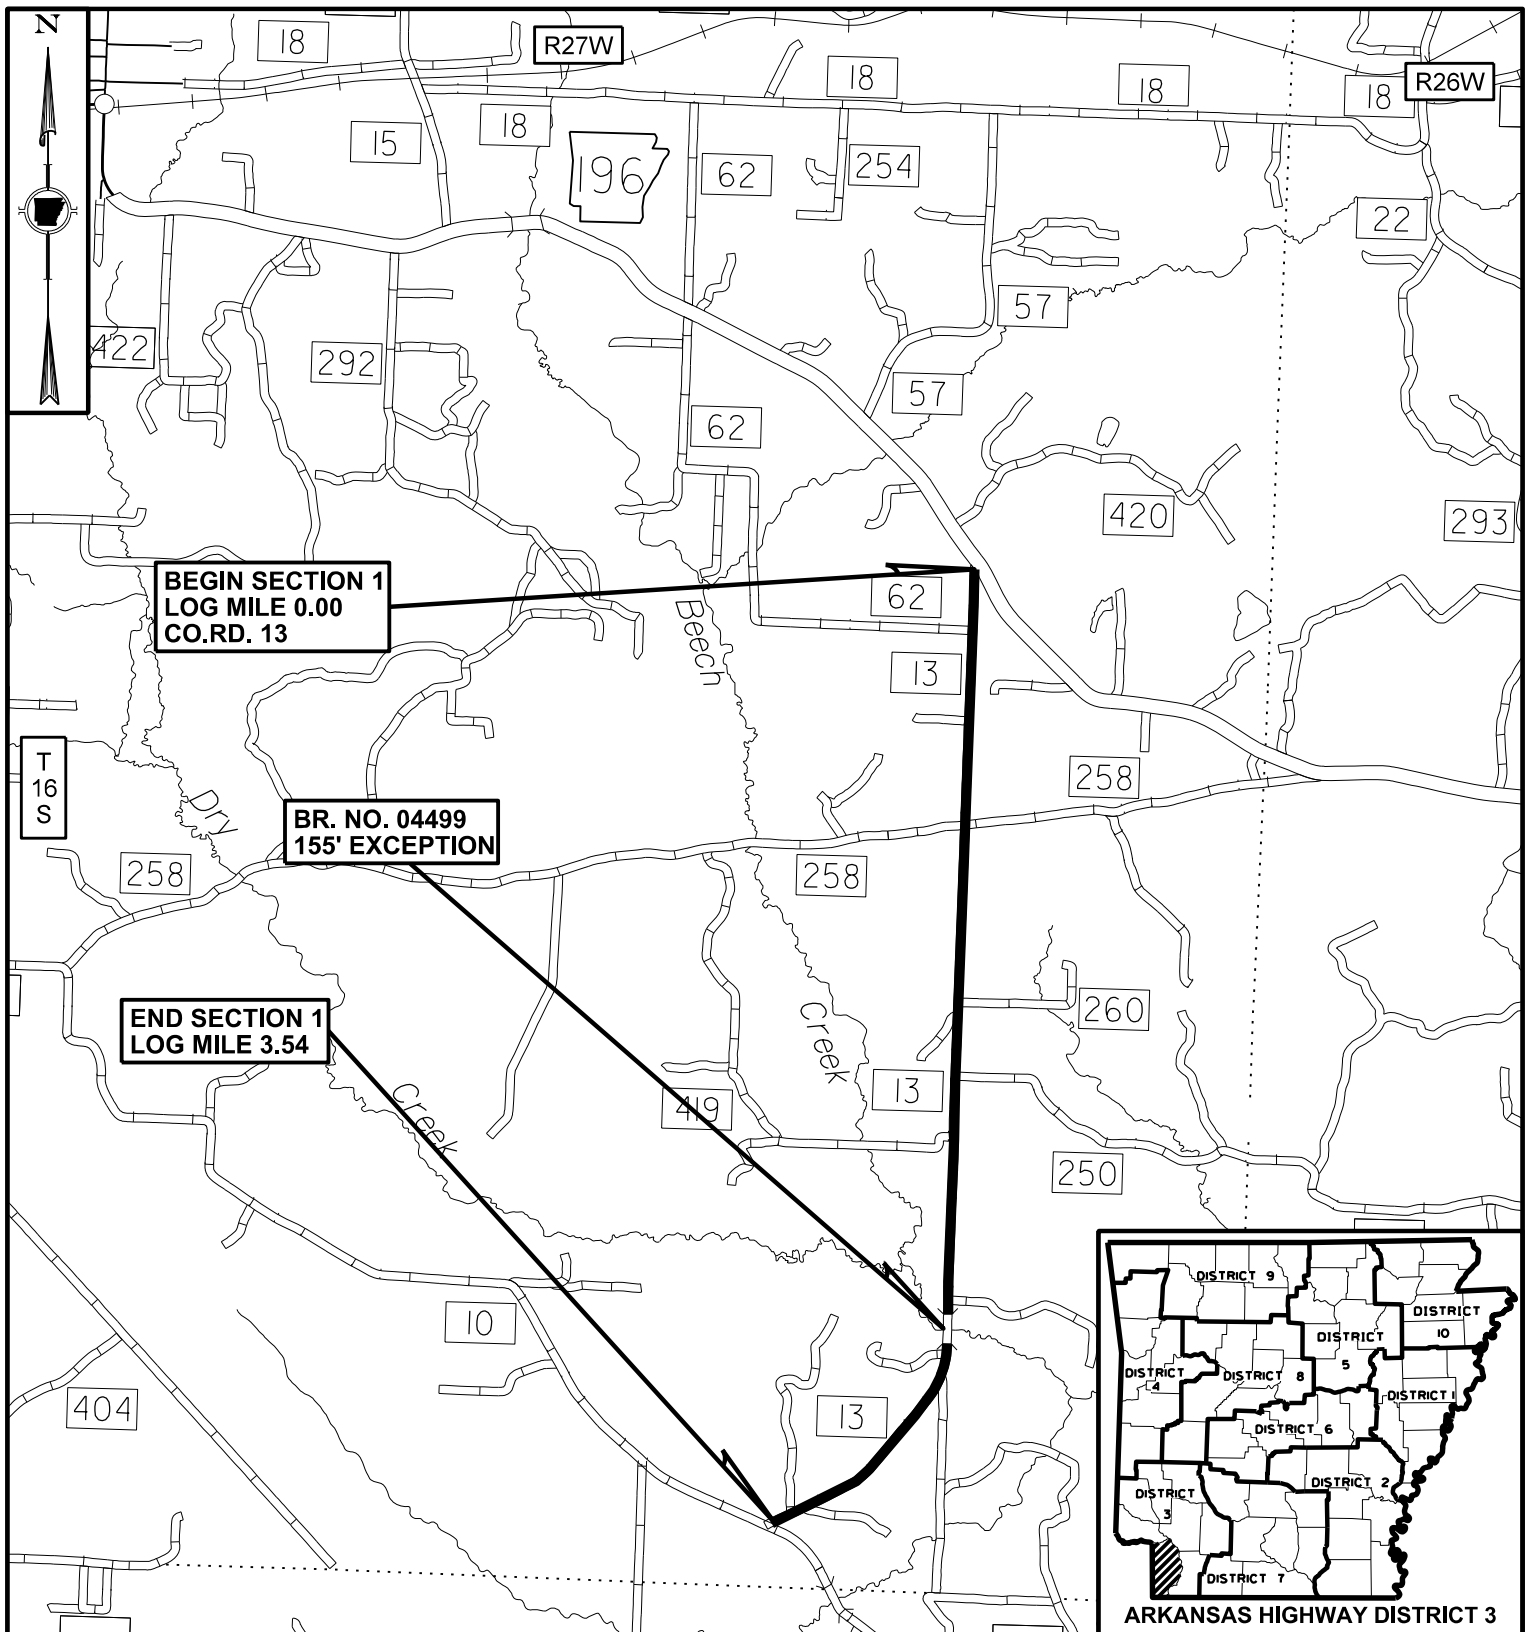 N
18
R27W
18
18
18
R26W
15
18
196
62
254
22
57
422
292
57
62
420
293
BEGIN SECTION 1
LOG MILE 0.00
CO.RD. 13
62
Beech
13
T
16
S
258
Dry
BR. NO. 04499
155' EXCEPTION
258
258
END SECTION 1
LOG MILE 3.54
Creek
260
Creek
419
13
250
10
404
13
DISTRICT 9
DISTRICT
10
DISTRICT
5
DISTRICT
4
DISTRICT 8
DISTRICT 1
DISTRICT 6
DISTRICT 2
DISTRICT
3
DISTRICT 7
ARKANSAS HIGHWAY DISTRICT 3